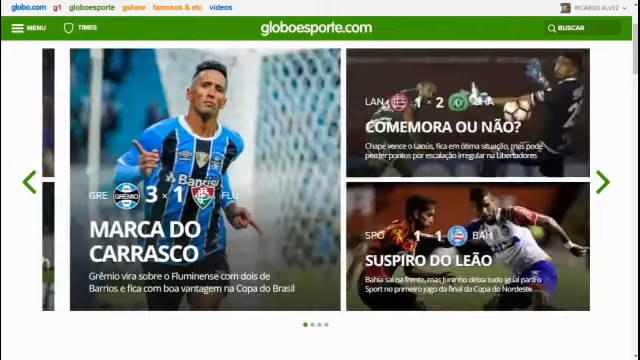 globo.com g1 globoesporte gshow famosos & etc vídeos
RICARDO ALVEZ
MENU TIMES
globoesporte.com
BUSCAR
GRE GRÊMIO 3 × 1 FLU
MARCA DO
CARRASCO
Grêmio vira sobre o Fluminense com dois de
Barrios e fica com boa vantagem na Copa do Brasil
LAN 1 × 2 CHA
COMEMORA OU NÃO?
Chape vence o Lanús, fica em ótima situação, mas pode
perder pontos por escalação irregular na Libertadores
SPO 1 1 BAH
SUSPIRO DO LEÃO
Bahia sai na frente, mas Juninho deixa tudo igual para o
Sport no primeiro jogo da final da Copa do Nordeste